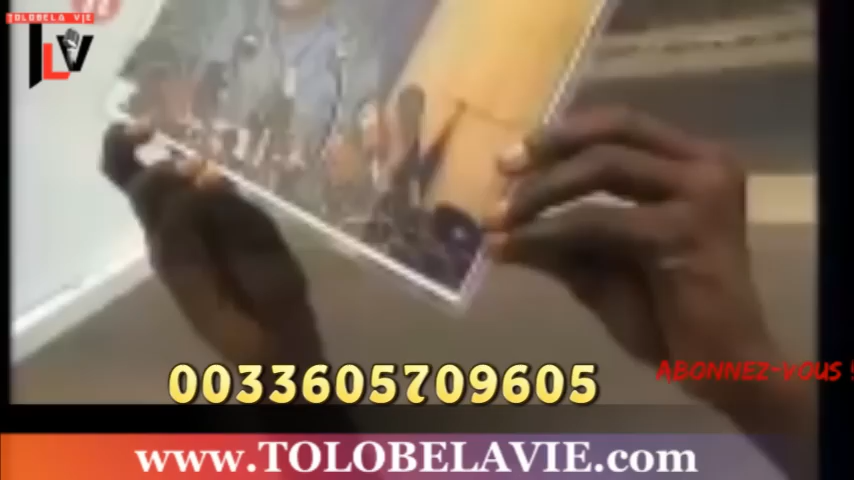 TOLOBELA VIE
LV
0033605709605
ABONNEZ-VOUS !
www.TOLOBELAVIE.com